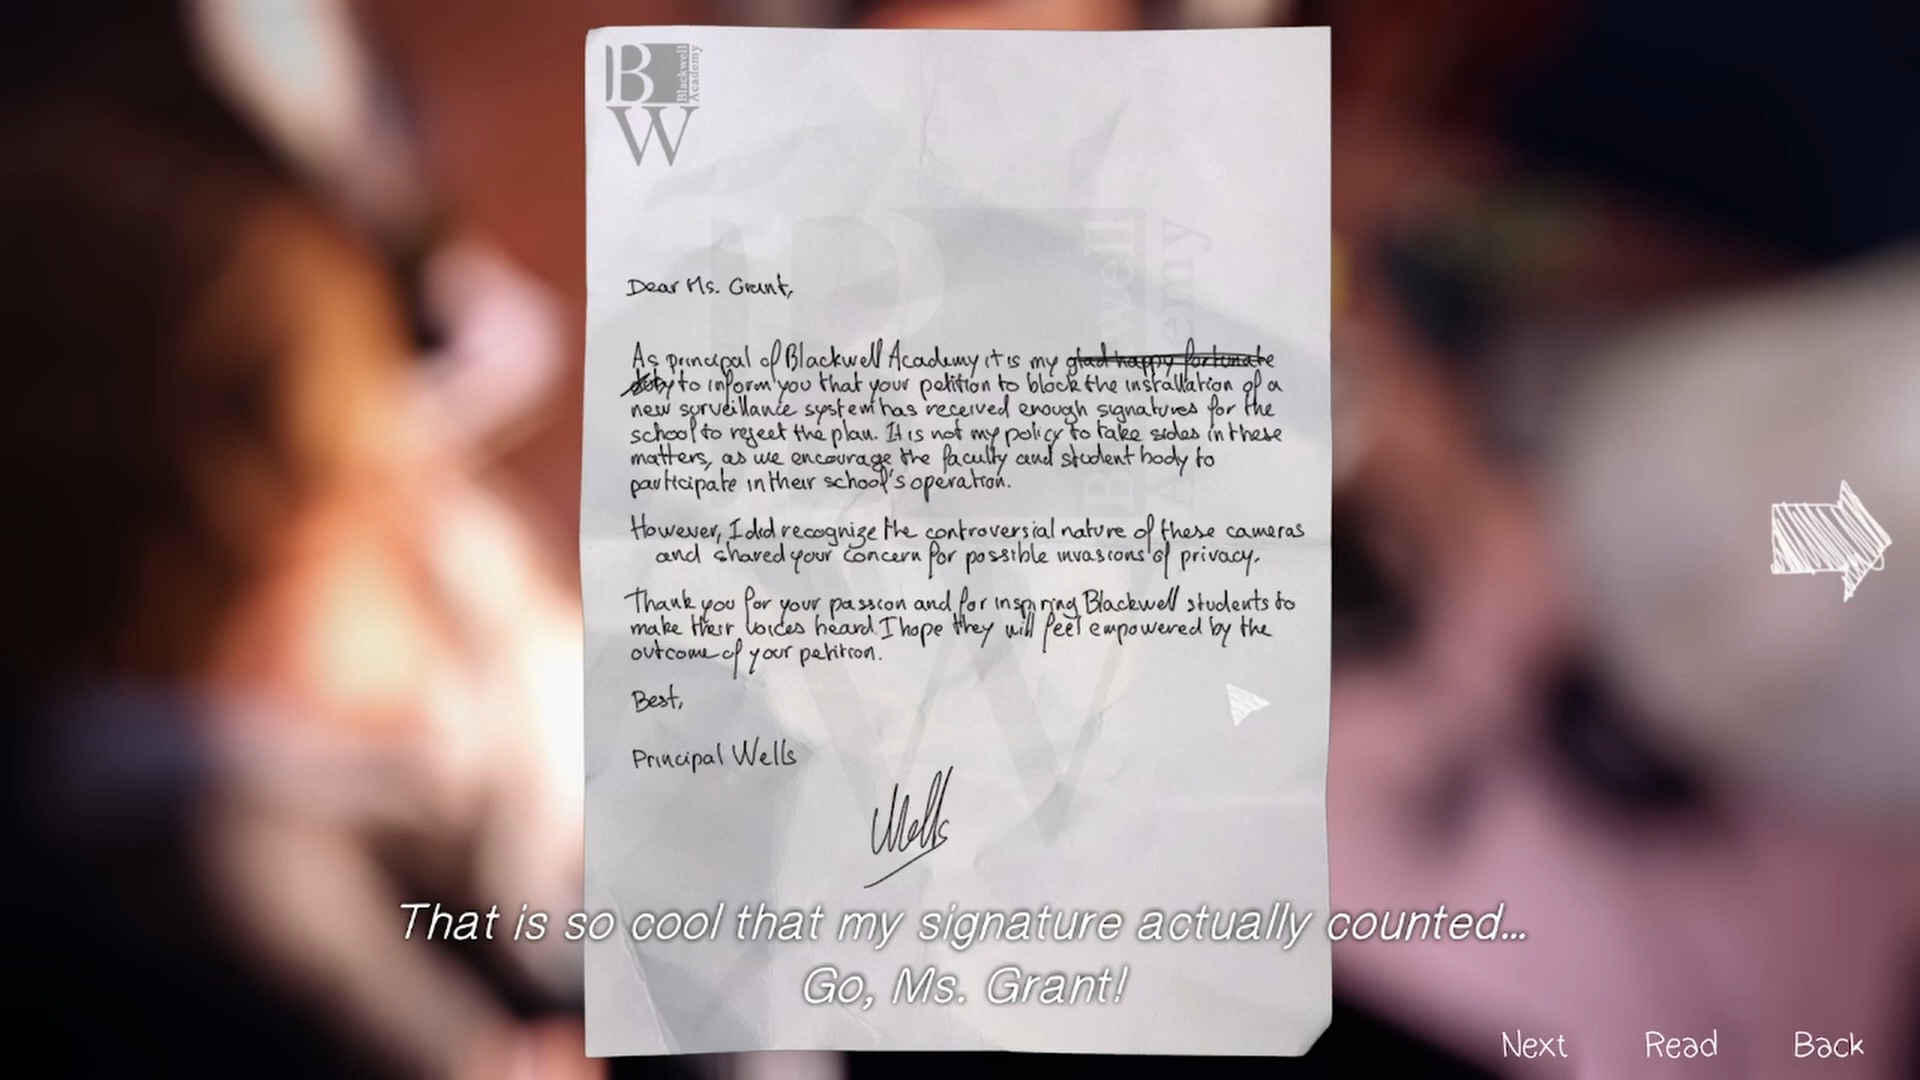 B
Blackwell
Academy
W
Dear Ms. Grant,
As principal of Blackwell Academy it is my glad happy fortunate
duty to inform you that your petition to block the installation of a
new surveillance system has received enough signatures for the
school to reject the plan. It is not my policy to take sides in these
matters, as we encourage the faculty and student body to
participate in their school's operation.
However, I did recognize the controversial nature of these cameras
and shared your concern for possible invasions of privacy.
Thank you for your passion and for inspiring Blackwell students to
make their voices heard I hope they will feel empowered by the
outcome of your petition.
Best,
Principal Wells
Wells
That is so cool that my signature actually counted...
Go, Ms. Grant!
Next Read Back